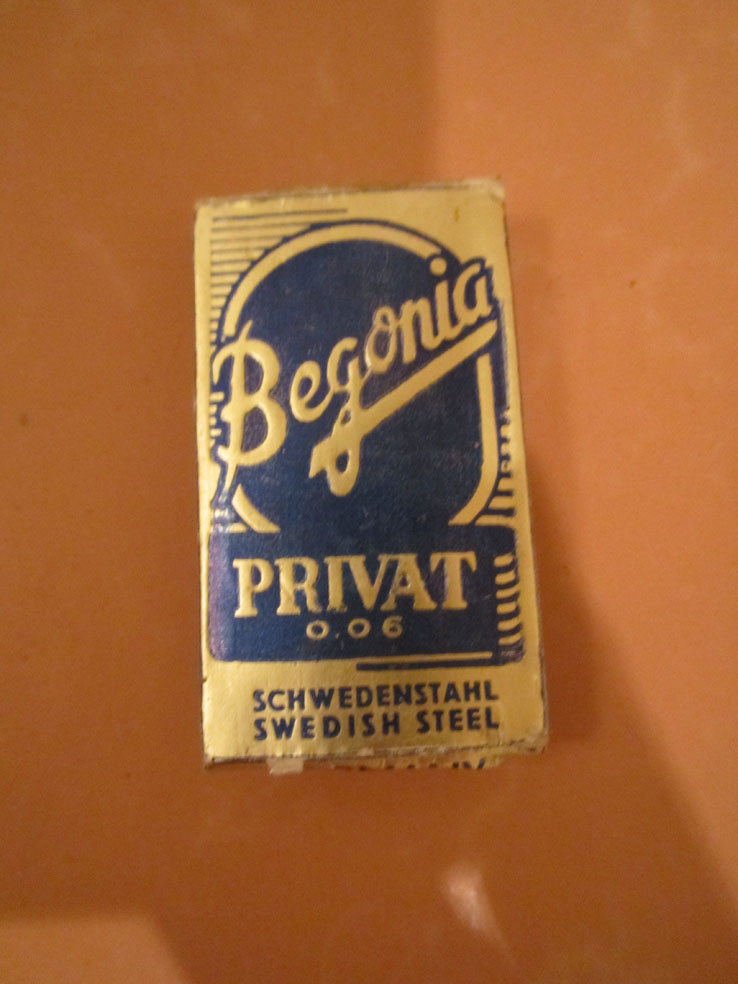 Begonia
PRIVAT
0.06
SCHWEDENSTAHL
SWEDISH STEEL